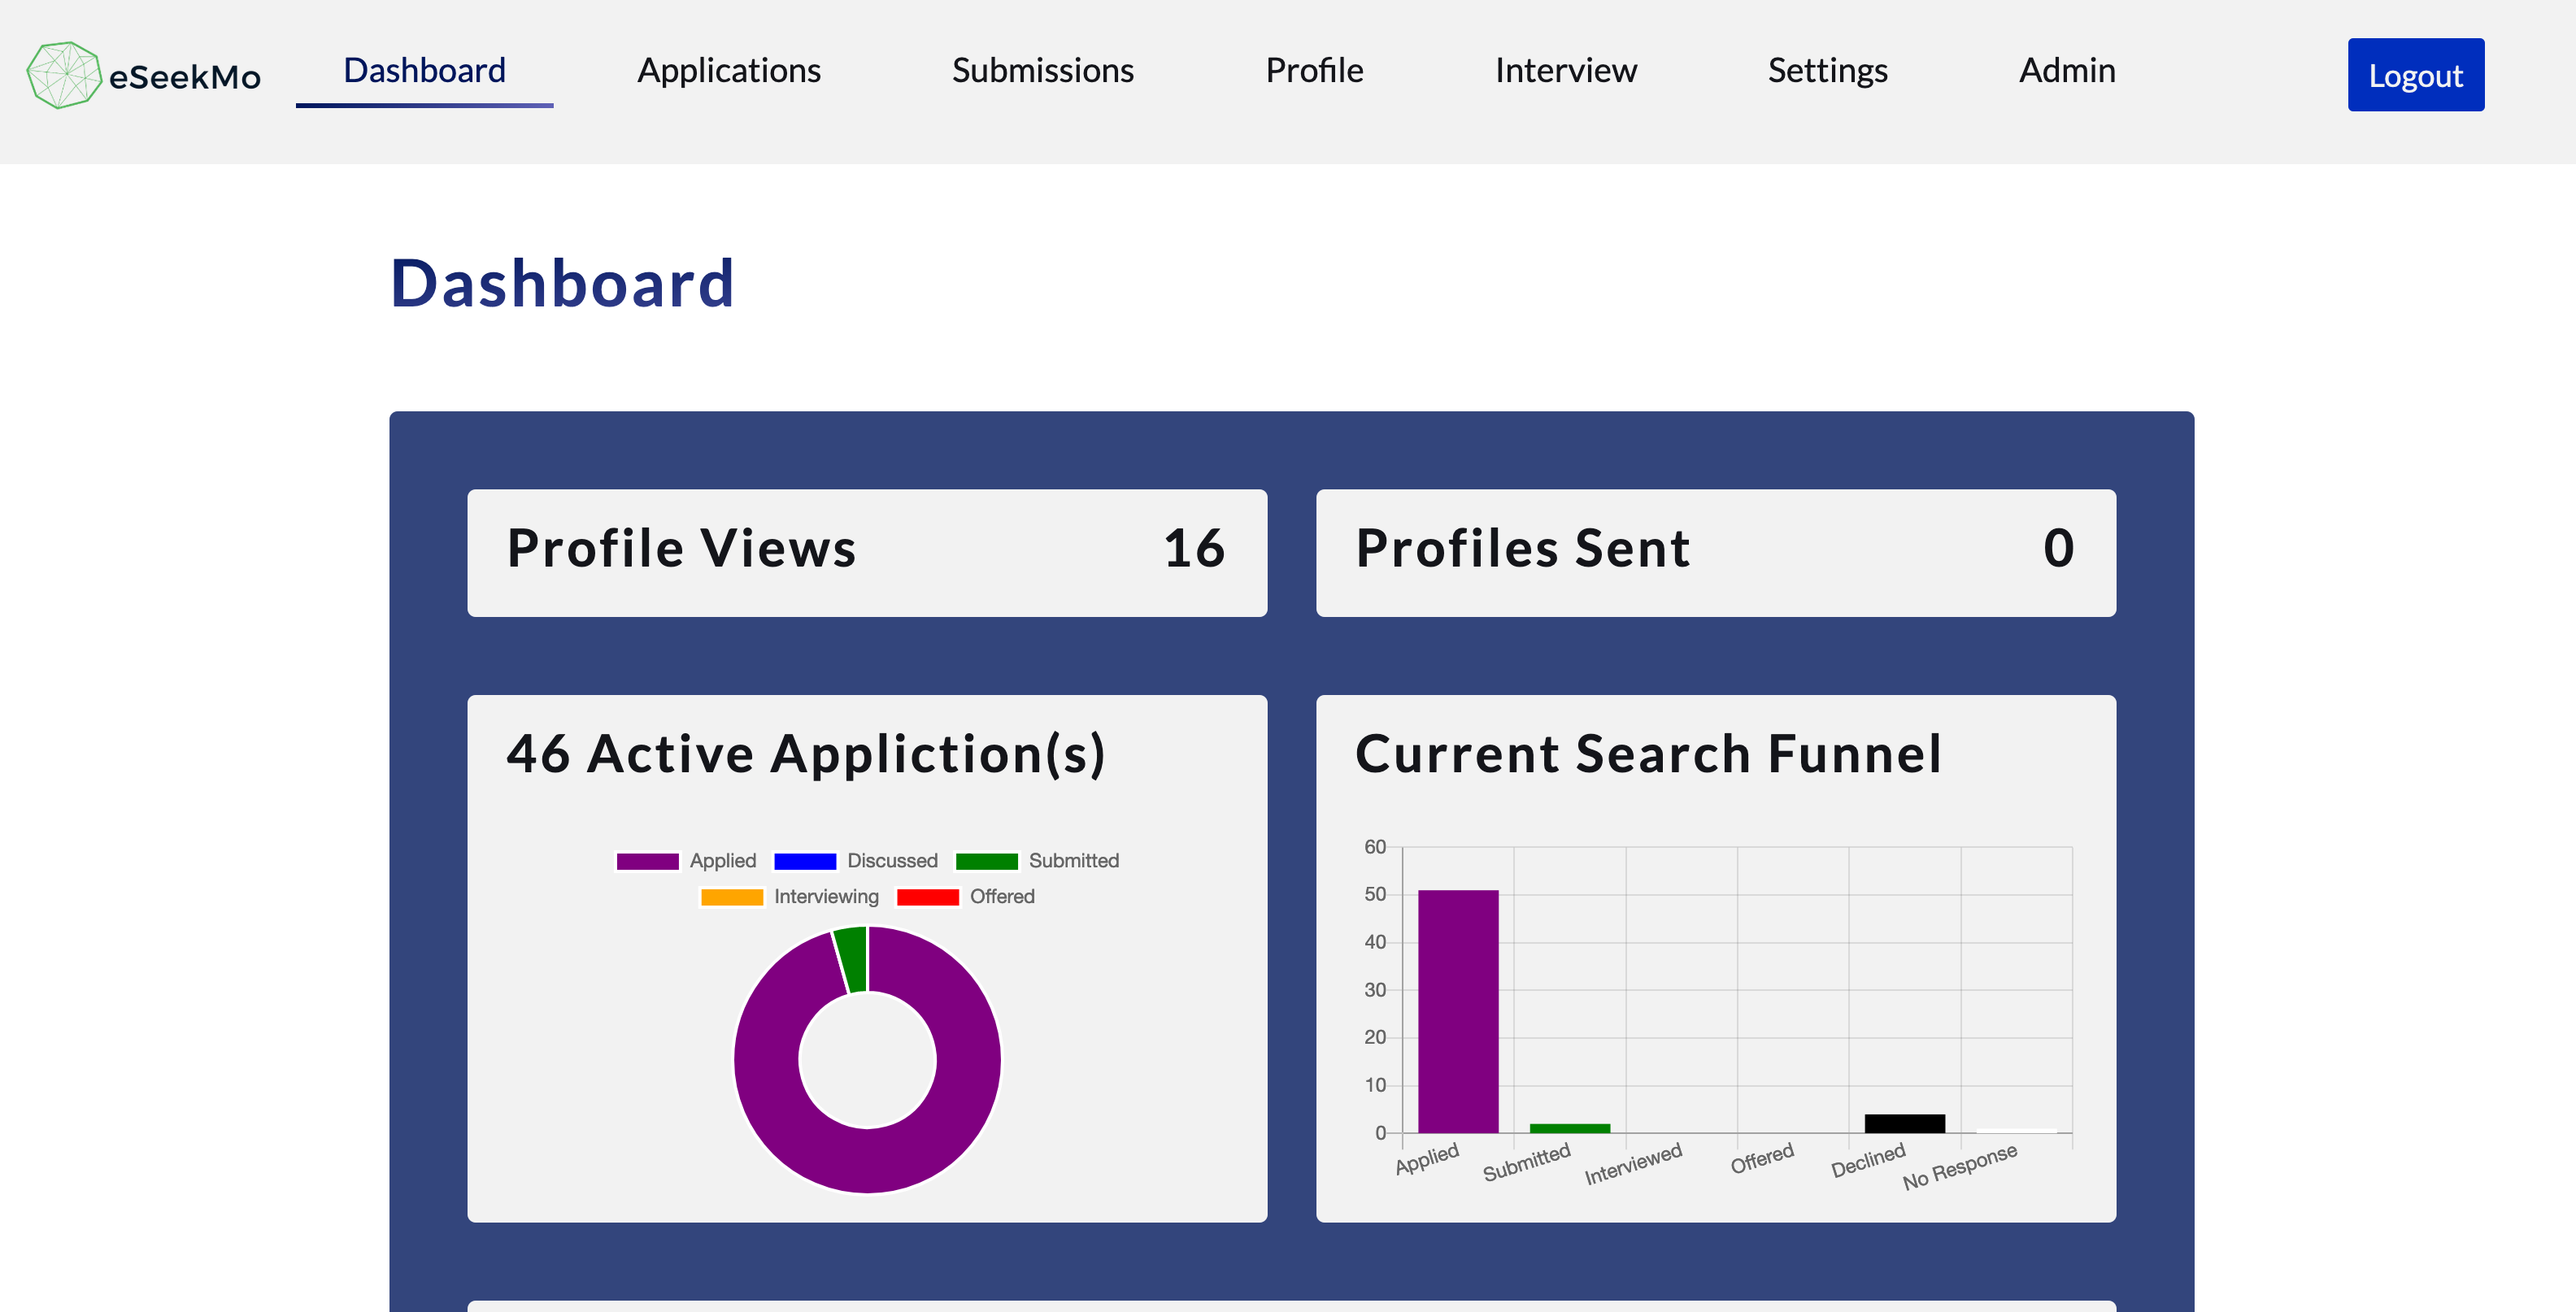 eSeekMo Dashboard Applications Submissions Profile Interview Settings Admin Logout
Dashboard
Profile Views 16
Profiles Sent 0
46 Active Appliction(s)
Applied Discussed Submitted
Interviewing Offered
Current Search Funnel
60
50
40
30
20
10
0
Applied Submitted Interviewed Offered Declined No Response